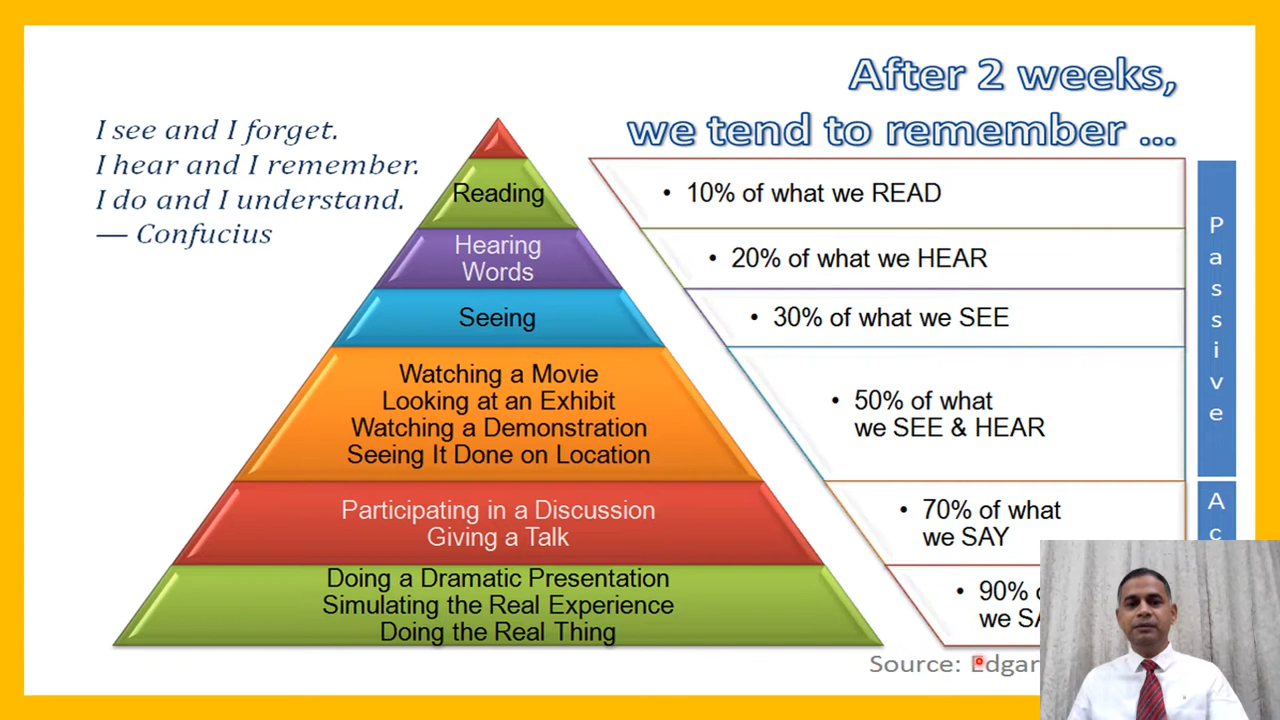 After 2 weeks,
we tend to remember ...
I see and I forget.
I hear and I remember.
I do and I understand.
— Confucius
Reading
• 10% of what we READ
Hearing
Words
• 20% of what we HEAR
Seeing
• 30% of what we SEE
Watching a Movie
Looking at an Exhibit
Watching a Demonstration
Seeing It Done on Location
• 50% of what
we SEE & HEAR
Participating in a Discussion
Giving a Talk
• 70% of what
we SAY
Doing a Dramatic Presentation
Simulating the Real Experience
Doing the Real Thing
• 90%
we
Passive
Source: Edgar